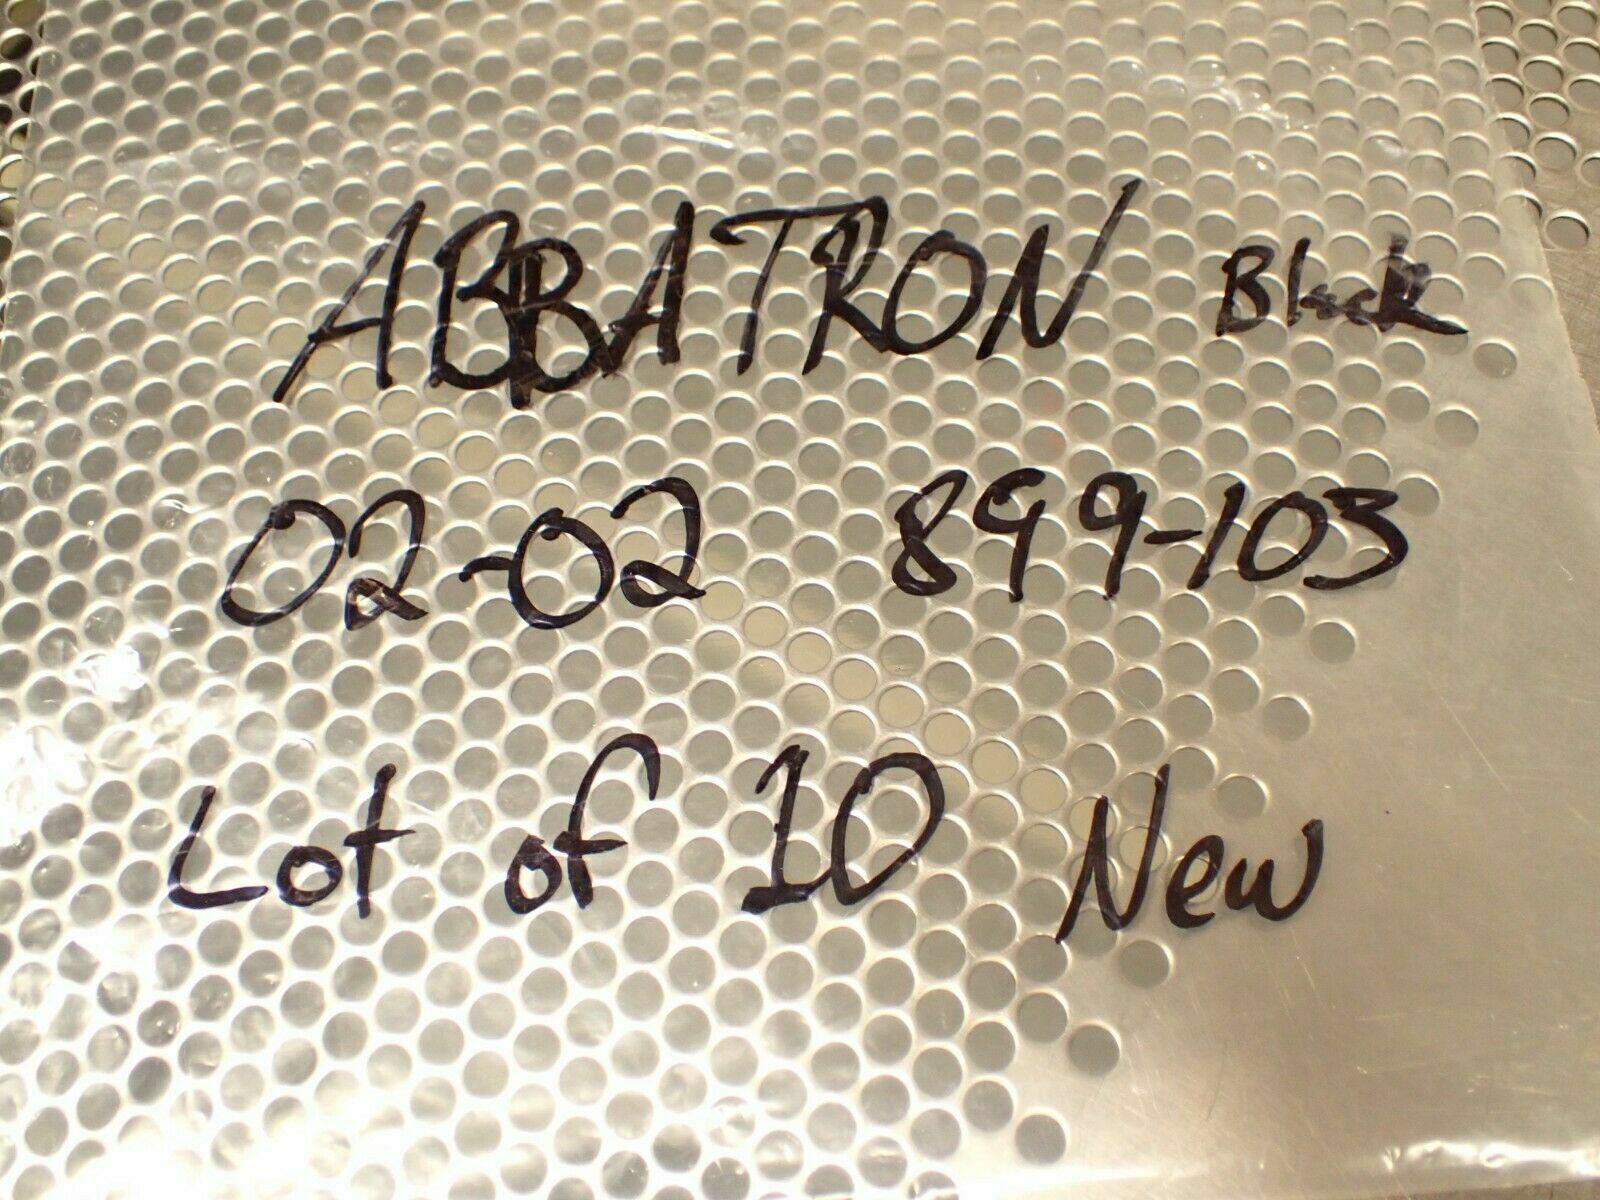 ABBATRON Black
02-02 899-103
Lot of 10 New